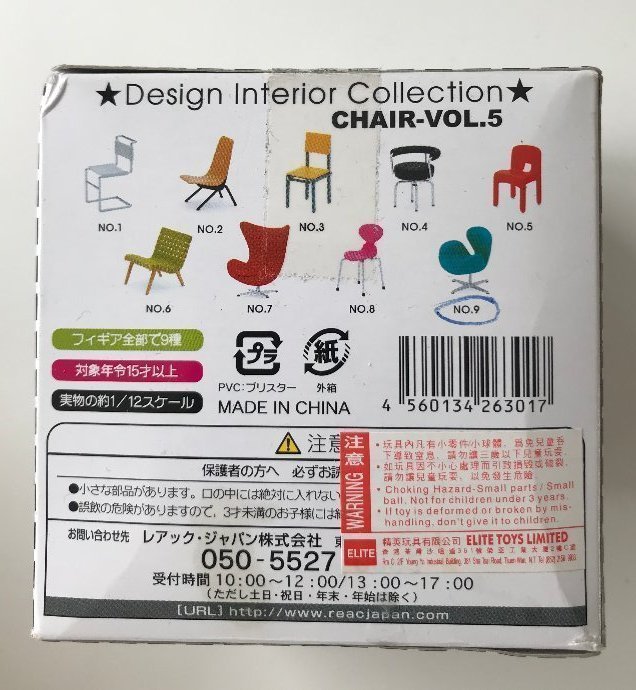 ★Design Interior Collection★
CHAIR-VOL.5
NO.1
NO.2
NO.3
NO.4
NO.5
NO.6
NO.7
NO.8
NO.9
フィギア全部で9種
対象年令15才以上
実物の約1/12スケール
プラ
紙
PVC:ブリスター 外箱
MADE IN CHINA
4 560134 263017
注意
保護者の方へ 必ずお読
●小さな部品があります。口の中には絶対に入れない
●誤飲の危険がありますので、3才未満のお子様には
お問い合わせ先 レアック・ジャパン株式会社
050-5527
受付時間 10:00~12:00/13:00~17:00
(ただし土日・祝日・年末・年始は除く)
[URL] http://www.reacjapan.com
注意 WARNING
・玩具內凡有小零件/小球體，為免兒童吞
下導致窒息，請勿讓三歲以下兒童玩耍.
・如玩具因不小心處理而引致損毀或破裂，
請勿讓兒童玩耍，以免發生危險.
・Choking Hazard-Small parts / Small
ball. Not for children under 3 years.
・If toy is deformed or broken by mis-
handling, don't give it to children.
ELITE 精英玩具有限公司 ELITE TOYS LIMITED